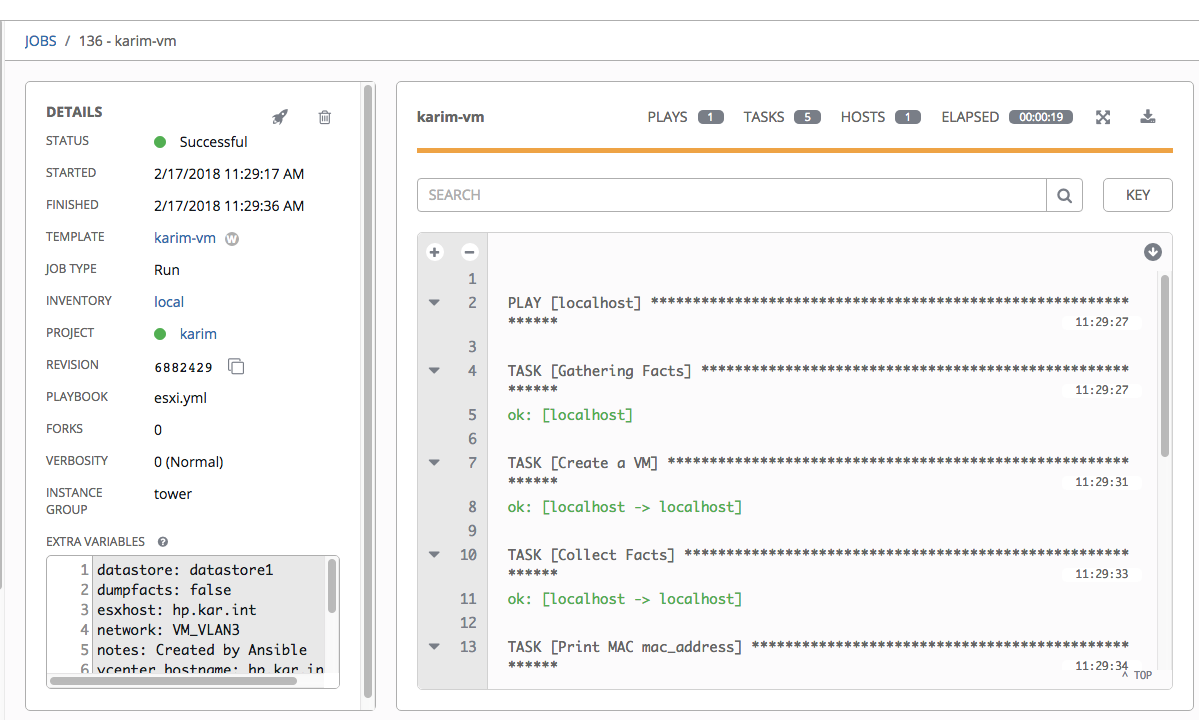 JOBS / 136 - karim-vm
DETAILS
STATUS Successful
STARTED 2/17/2018 11:29:17 AM
FINISHED 2/17/2018 11:29:36 AM
TEMPLATE karim-vm W
JOB TYPE Run
INVENTORY local
PROJECT karim
REVISION 6882429
PLAYBOOK esxi.yml
FORKS 0
VERBOSITY 0 (Normal)
INSTANCE GROUP tower
EXTRA VARIABLES ?
1 datastore: datastore1
2 dumpfacts: false
3 esxhost: hp.kar.int
4 network: VM_VLAN3
5 notes: Created by Ansible
6 vcenter_hostname: hp.kar.in
karim-vm PLAYS 1 TASKS 5 HOSTS 1 ELAPSED 00:00:19
SEARCH KEY
1
2 PLAY [localhost] *********************************************************
****** 11:29:27
3
4 TASK [Gathering Facts] ***************************************************
****** 11:29:27
5 ok: [localhost]
6
7 TASK [Create a VM] *******************************************************
****** 11:29:31
8 ok: [localhost -> localhost]
9
10 TASK [Collect Facts] *****************************************************
****** 11:29:33
11 ok: [localhost -> localhost]
12
13 TASK [Print MAC mac_address] *********************************************
****** 11:29:34
^ TOP